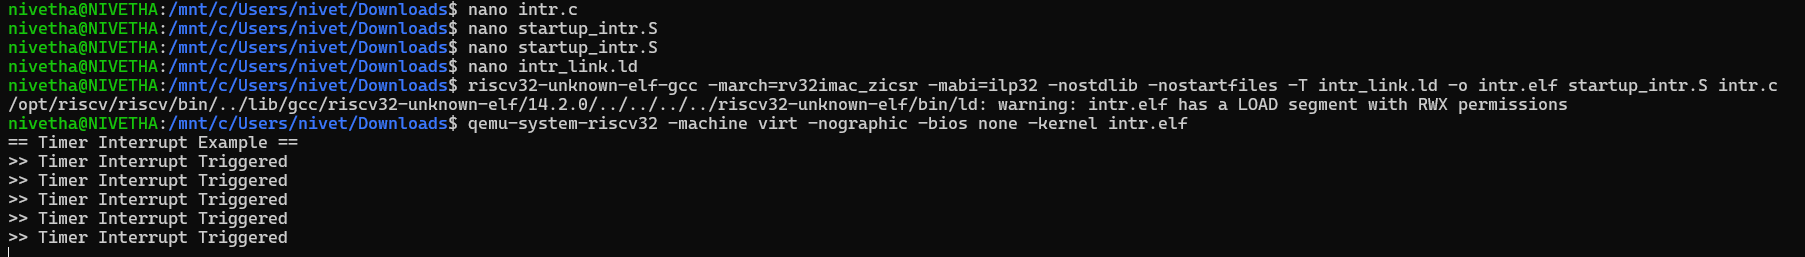 nivetha@NIVETHA:/mnt/c/Users/nivet/Downloads$ nano intr.c
nivetha@NIVETHA:/mnt/c/Users/nivet/Downloads$ nano startup_intr.S
nivetha@NIVETHA:/mnt/c/Users/nivet/Downloads$ nano startup_intr.S
nivetha@NIVETHA:/mnt/c/Users/nivet/Downloads$ nano intr_link.ld
nivetha@NIVETHA:/mnt/c/Users/nivet/Downloads$ riscv32-unknown-elf-gcc -march=rv32imac_zicsr -mabi=ilp32 -nostdlib -nostartfiles -T intr_link.ld -o intr.elf startup_intr.S intr.c
/opt/riscv/riscv/bin/../lib/gcc/riscv32-unknown-elf/14.2.0/../../../../riscv32-unknown-elf/bin/ld: warning: intr.elf has a LOAD segment with RWX permissions
nivetha@NIVETHA:/mnt/c/Users/nivet/Downloads$ qemu-system-riscv32 -machine virt -nographic -bios none -kernel intr.elf
== Timer Interrupt Example ==
>> Timer Interrupt Triggered
>> Timer Interrupt Triggered
>> Timer Interrupt Triggered
>> Timer Interrupt Triggered
>> Timer Interrupt Triggered